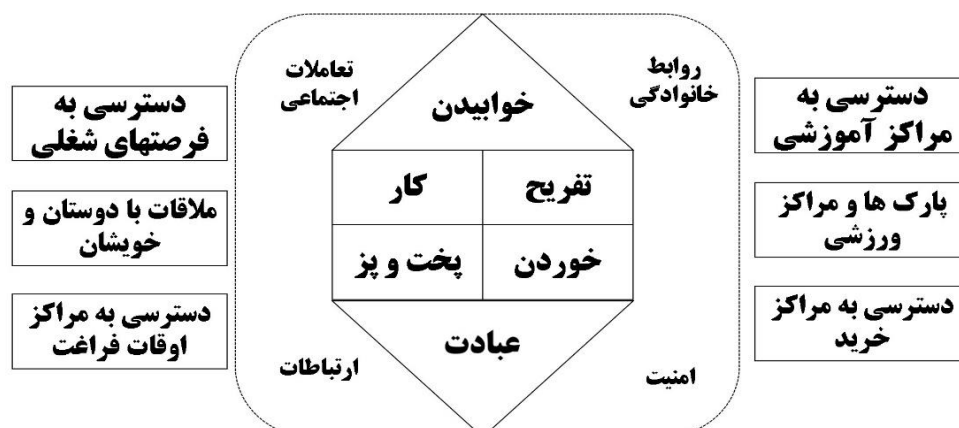 دسترسی به
مراکز آموزشی
پارک ها و مراکز
ورزشی
دسترسی به مراکز
خرید
روابط
خانوادگی
تعاملات
اجتماعی
خوابیدن
تفریح
کار
خوردن
پخت و پز
عبادت
امنیت
ارتباطات
دسترسی به
فرصتهای شغلی
ملاقات با دوستان و
خویشان
دسترسی به مراکز
اوقات فراغت